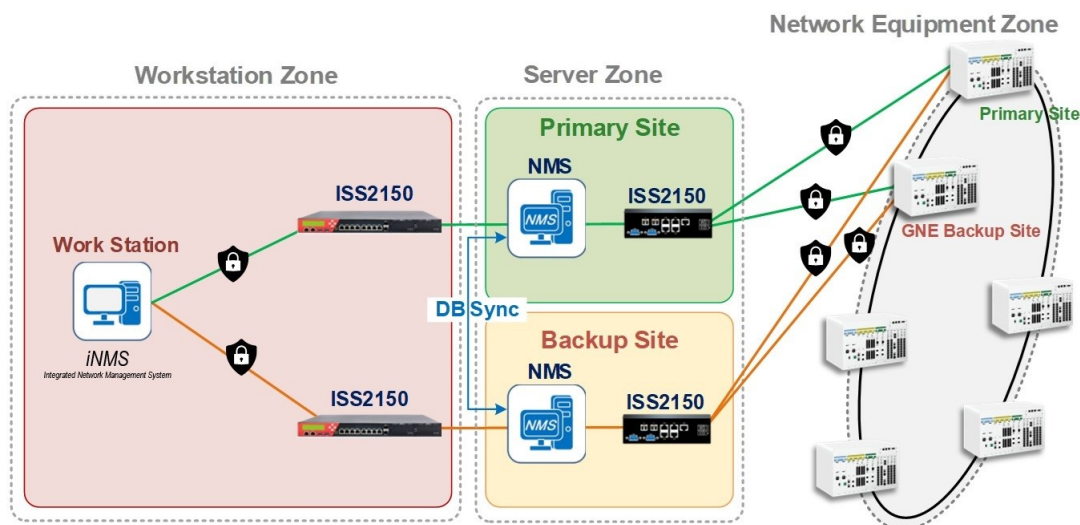 Network Equipment Zone
Workstation Zone
Server Zone
Primary Site
Primary Site
NMS
ISS2150
ISS2150
NMS
Work Station
GNE Backup Site
DB Sync
iNMS
Integrated Network Management System
Backup Site
NMS
ISS2150
ISS2150
NMS